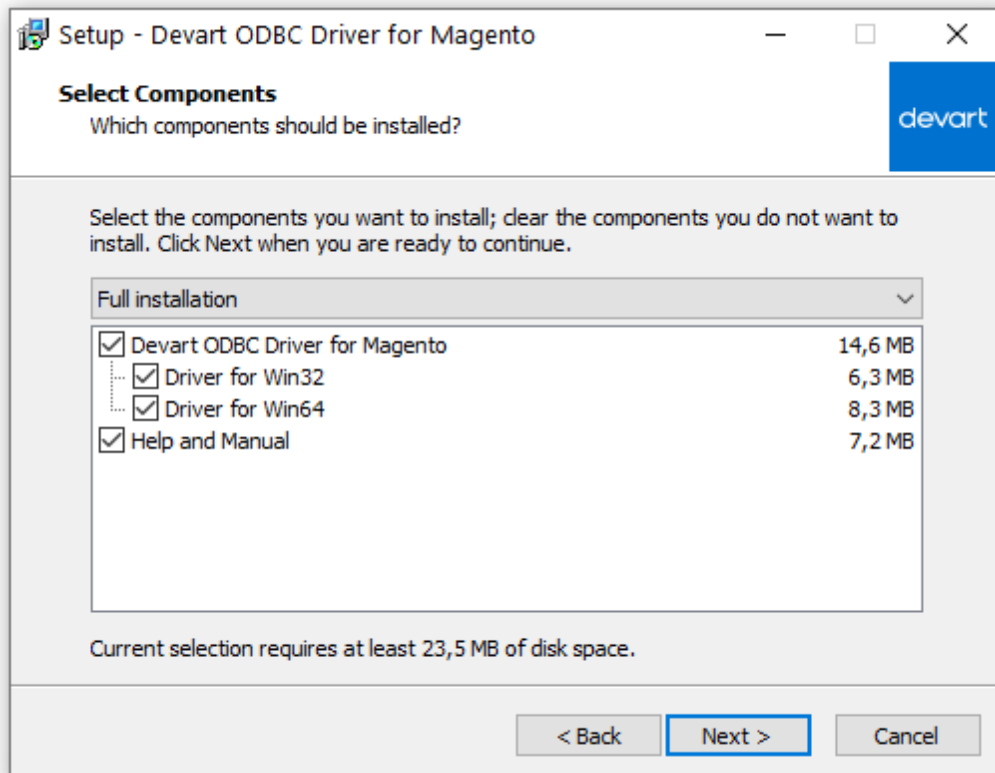 Setup - Devart ODBC Driver for Magento
Select Components
Which components should be installed?
devart
Select the components you want to install; clear the components you do not want to
install. Click Next when you are ready to continue.
Full installation
Devart ODBC Driver for Magento 14,6 MB
Driver for Win32 6,3 MB
Driver for Win64 8,3 MB
Help and Manual 7,2 MB
Current selection requires at least 23,5 MB of disk space.
< Back Next > Cancel